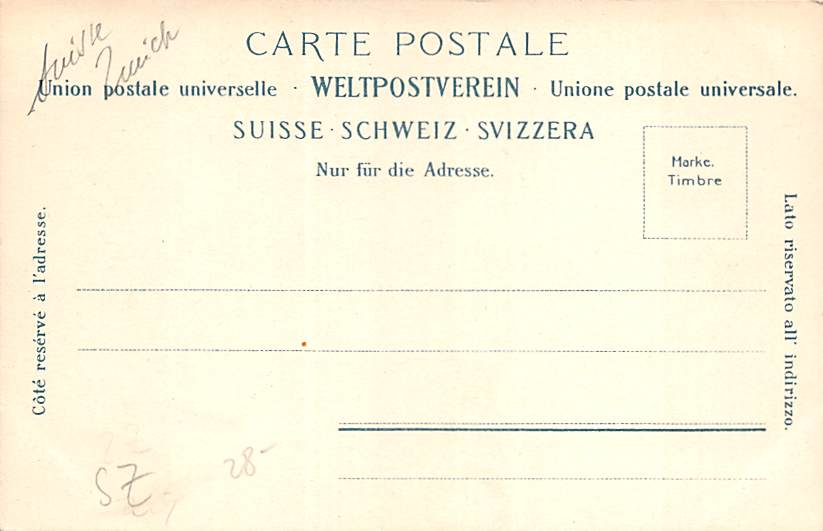 Suisse
Zurich
CARTE POSTALE
Union postale universelle · WELTPOSTVEREIN · Unione postale universale.
SUISSE · SCHWEIZ · SVIZZERA
Nur für die Adresse.
Marke.
Timbre
Côté resérvé à l'adresse.
Lato riservato all' indirizzo.
SZ
28-